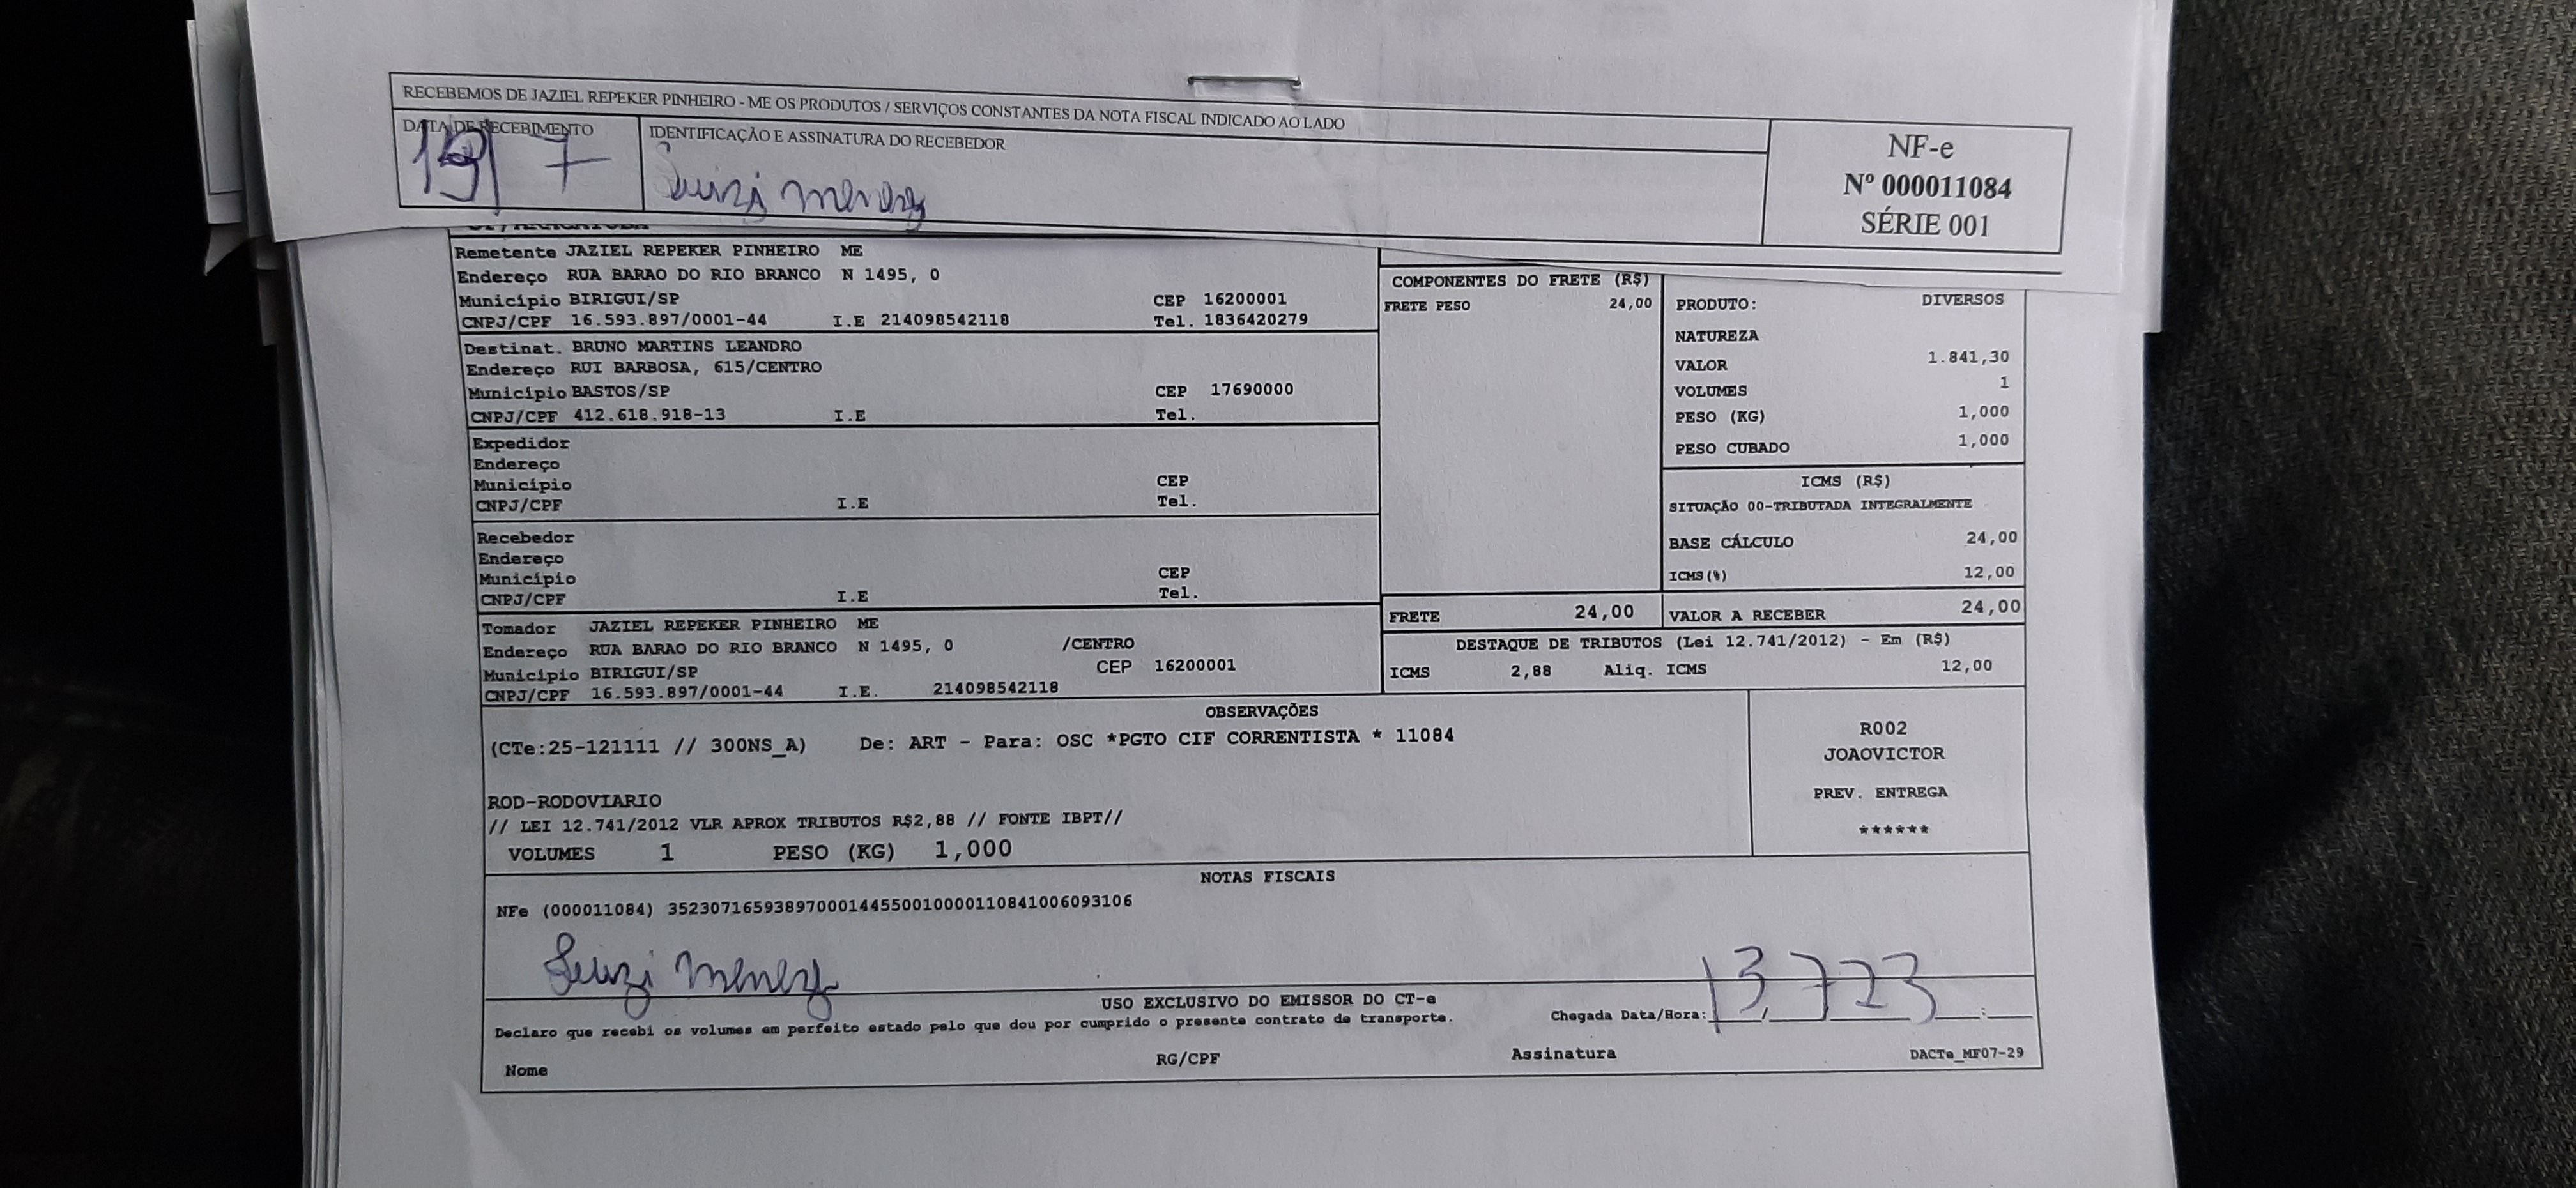 RECEBEMOS DE JAZIEL REPEKER PINHEIRO - ME OS PRODUTOS / SERVIÇOS CONSTANTES DA NOTA FISCAL INDICADO AO LADO
DATA DE RECEBIMENTO
7
IDENTIFICAÇÃO E ASSINATURA DO RECEBEDOR
NF-e
Nº 000011084
SÉRIE 001
Remetente JAZIEL REPEKER PINHEIRO ME
Endereço RUA BARAO DO RIO BRANCO N 1495, 0
Município BIRIGUI/SP CEP 16200001
CNPJ/CPF 16.593.897/0001-44 I.E 214098542118 Tel. 1836420279
Destinat. BRUNO MARTINS LEANDRO
Endereço RUI BARBOSA, 615/CENTRO
Município BASTOS/SP CEP 17690000
CNPJ/CPF 412.618.918-13 I.E Tel.
Expedidor
Endereço
Município CEP
CNPJ/CPF I.E Tel.
Recebedor
Endereço
Município CEP
CNPJ/CPF I.E Tel.
Tomador JAZIEL REPEKER PINHEIRO ME
Endereço RUA BARAO DO RIO BRANCO N 1495, 0 /CENTRO
Município BIRIGUI/SP CEP 16200001
CNPJ/CPF 16.593.897/0001-44 I.E. 214098542118
COMPONENTES DO FRETE (R$)
FRETE PESO 24,00
PRODUTO: DIVERSOS
NATUREZA
VALOR 1.841,30
VOLUMES 1
PESO (KG) 1,000
PESO CUBADO 1,000
ICMS (R$)
SITUAÇÃO 00-TRIBUTADA INTEGRALMENTE
BASE CÁLCULO 24,00
ICMS(%) 12,00
FRETE 24,00
VALOR A RECEBER 24,00
DESTAQUE DE TRIBUTOS (Lei 12.741/2012) - Em (R$)
ICMS 2,88 Aliq. ICMS 12,00
OBSERVAÇÕES
(CTe:25-121111 // 300NS_A) De: ART - Para: OSC *PGTO CIF CORRENTISTA * 11084
ROD-RODOVIARIO
// LEI 12.741/2012 VLR APROX TRIBUTOS R$2,88 // FONTE IBPT//
VOLUMES 1 PESO (KG) 1,000
R002
JOAOVICTOR
PREV. ENTREGA
******
NOTAS FISCAIS
NFe (000011084) 35230716593897000144550010000110841006093106
USO EXCLUSIVO DO EMISSOR DO CT-e
Declaro que recebi os volumes em perfeito estado pelo que dou por cumprido o presente contrato de transporte.
Chegada Data/Hora: 13, 7 23
Nome RG/CPF Assinatura DACTe_MF07-29